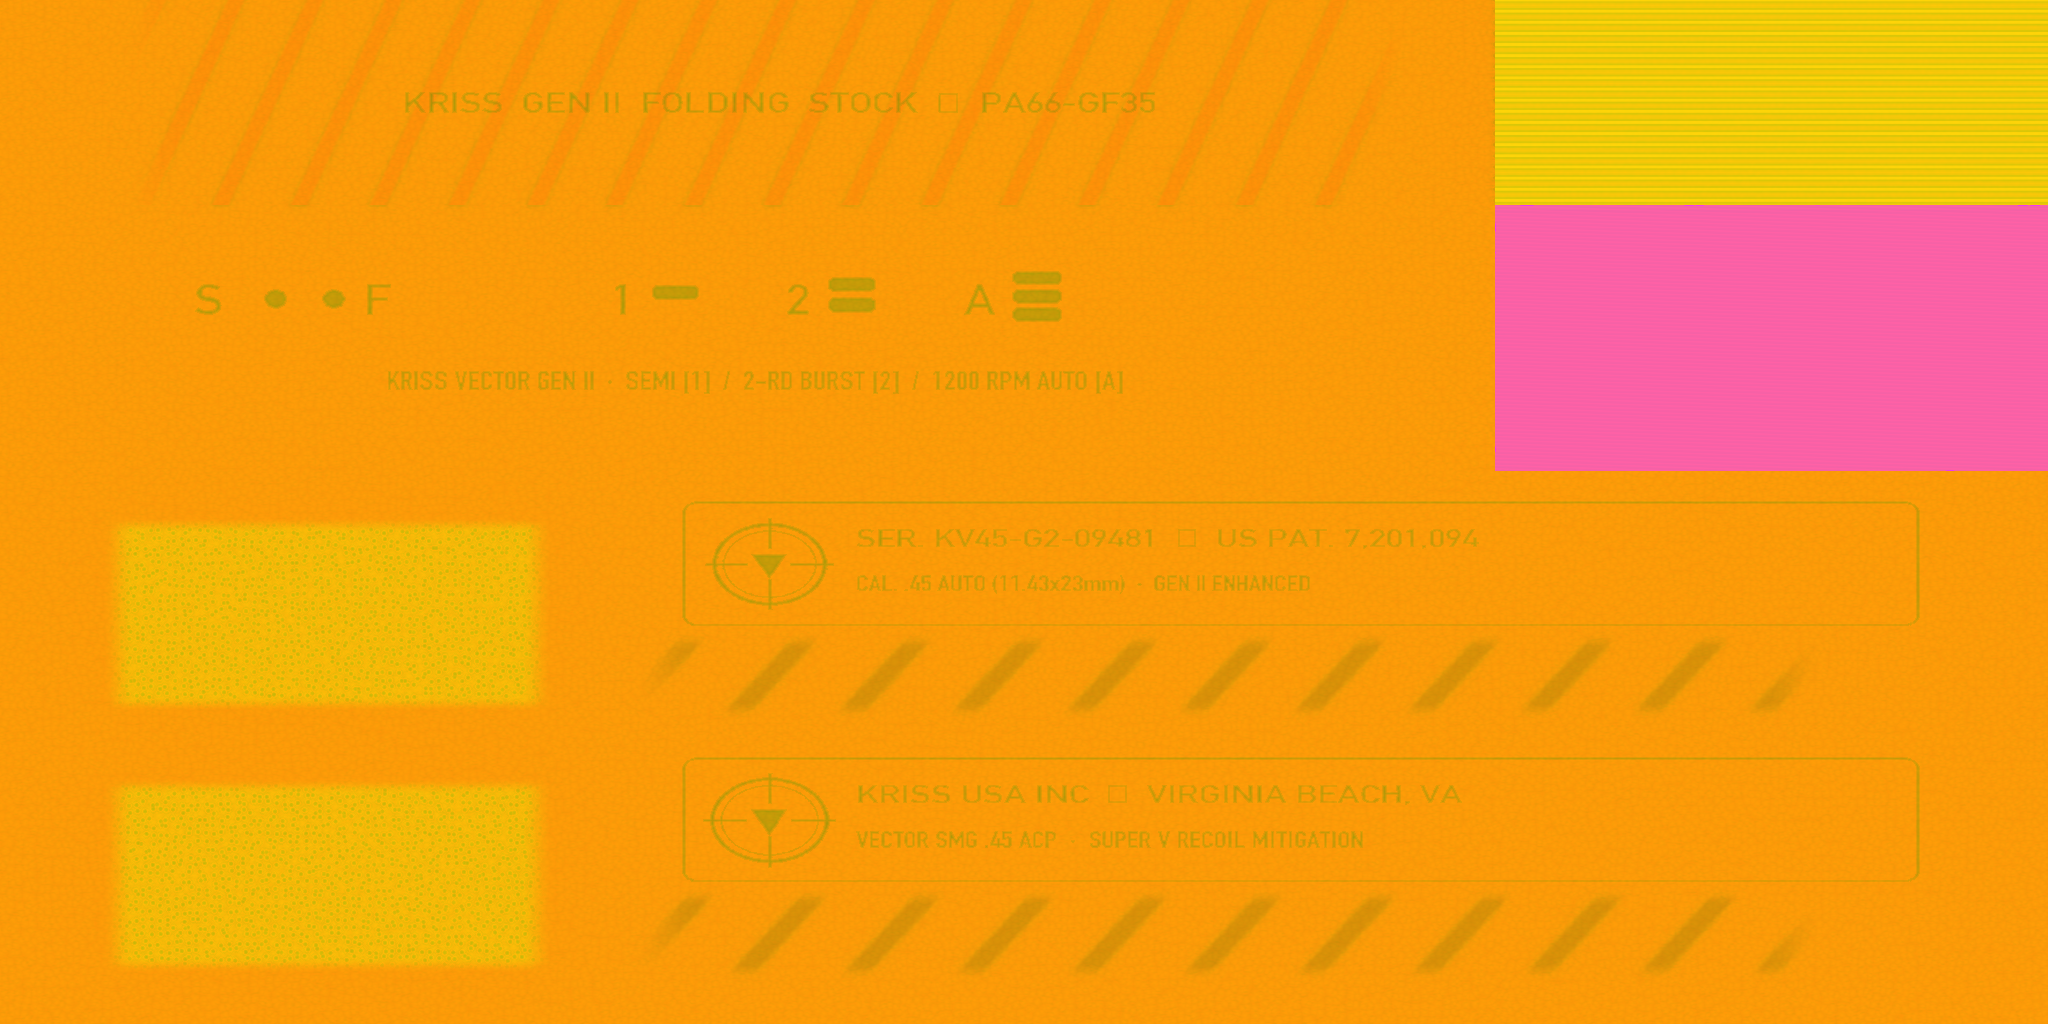 KRISS GEN II FOLDING STOCK □ PA66-GF35
S • • F 1 2 A
KRISS VECTOR GEN II · SEMI [1] / 2-RD BURST [2] / 1200 RPM AUTO [A]
SER. KV45-G2-09481 □ US PAT. 7,201,094
CAL. .45 AUTO (11.43x23mm) · GEN II ENHANCED
KRISS USA INC □ VIRGINIA BEACH, VA
VECTOR SMG .45 ACP · SUPER V RECOIL MITIGATION